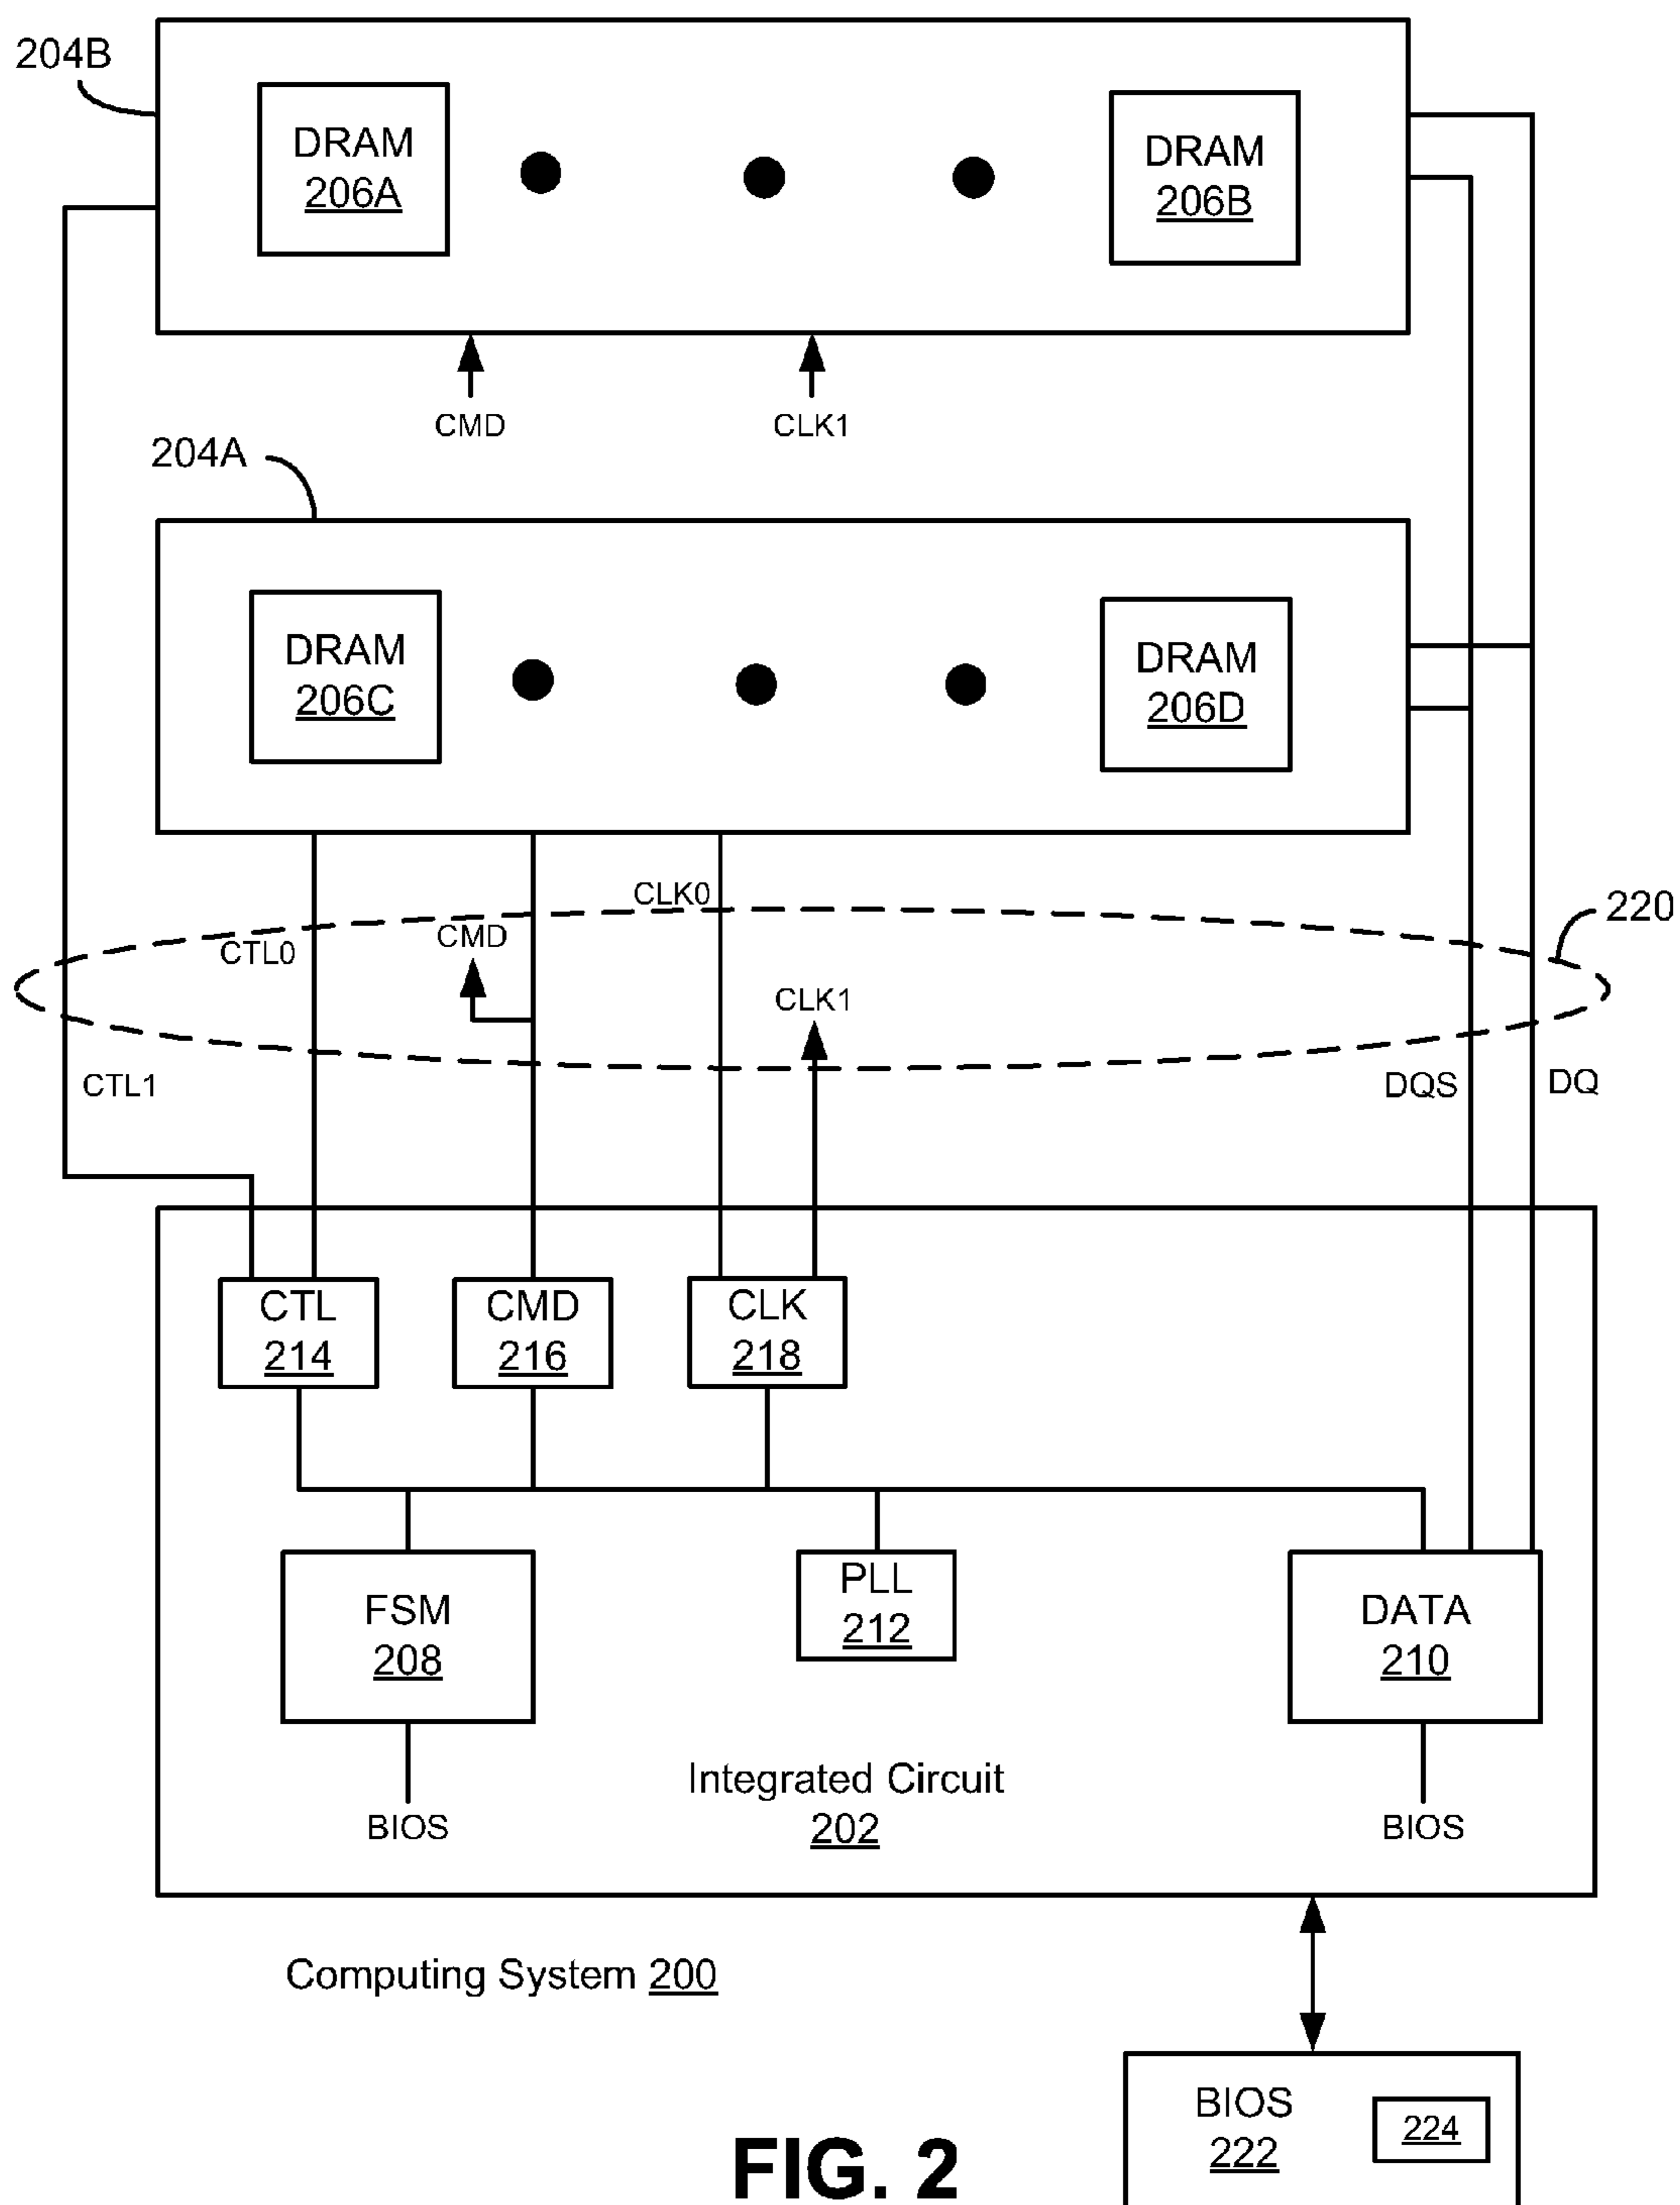 204B
DRAM
206A
DRAM
206B
CMD
CLK1
204A
DRAM
206C
DRAM
206D
CLK0
220
CTL0
CMD
CLK1
CTL1
DQS
DQ
CTL
214
CMD
216
CLK
218
FSM
208
PLL
212
DATA
210
Integrated Circuit
202
BIOS
BIOS
Computing System 200
BIOS
222
224
FIG. 2